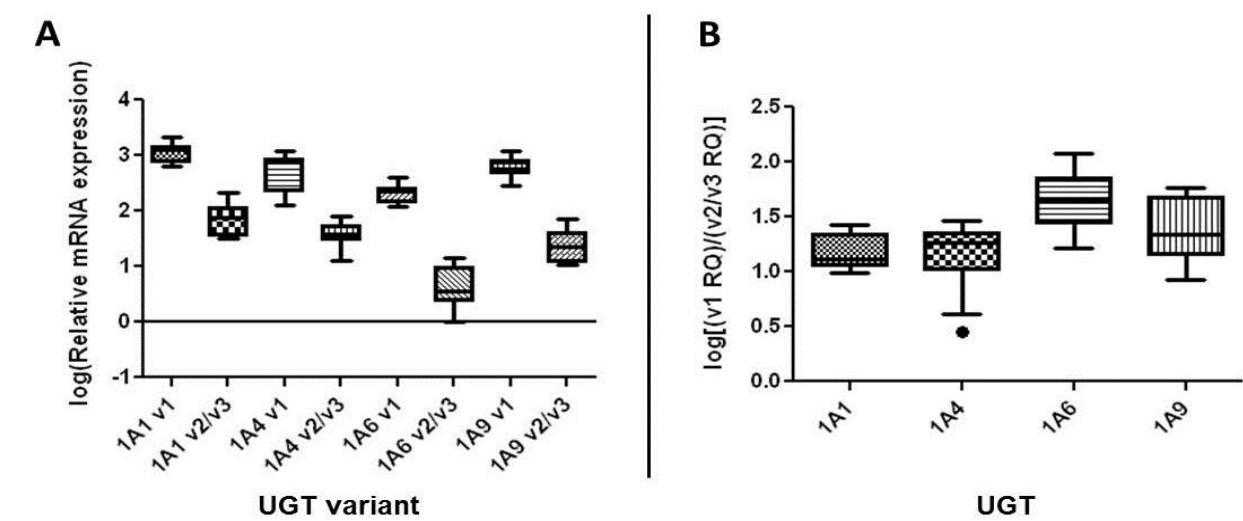 A
log(Relative mRNA expression)
4
3
2
1
0
-1
1A1 v1
1A1 v2/v3
1A4 v1
1A4 v2/v3
1A6 v1
1A6 v2/v3
1A9 v1
1A9 v2/v3
UGT variant
B
log[(v1 RQ)/(v2/v3 RQ)]
2.5
2.0
1.5
1.0
0.5
0.0
1A1
1A4
1A6
1A9
UGT